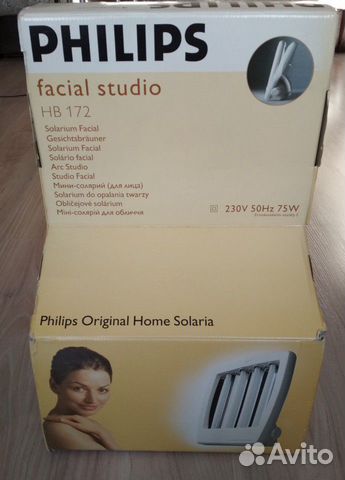 PHILIPS
facial studio
HB 172
Solarium Facial
Gesichtsbräuner
Solarium Facial
Solário facial
Arc Studio
Studio Facial
Мини-солярий (для лица)
Solarium do opalania twarzy
Obličejové solárium
Міні-солярій для обличчя
230V 50Hz 75W
Philips Original Home Solaria
Avito